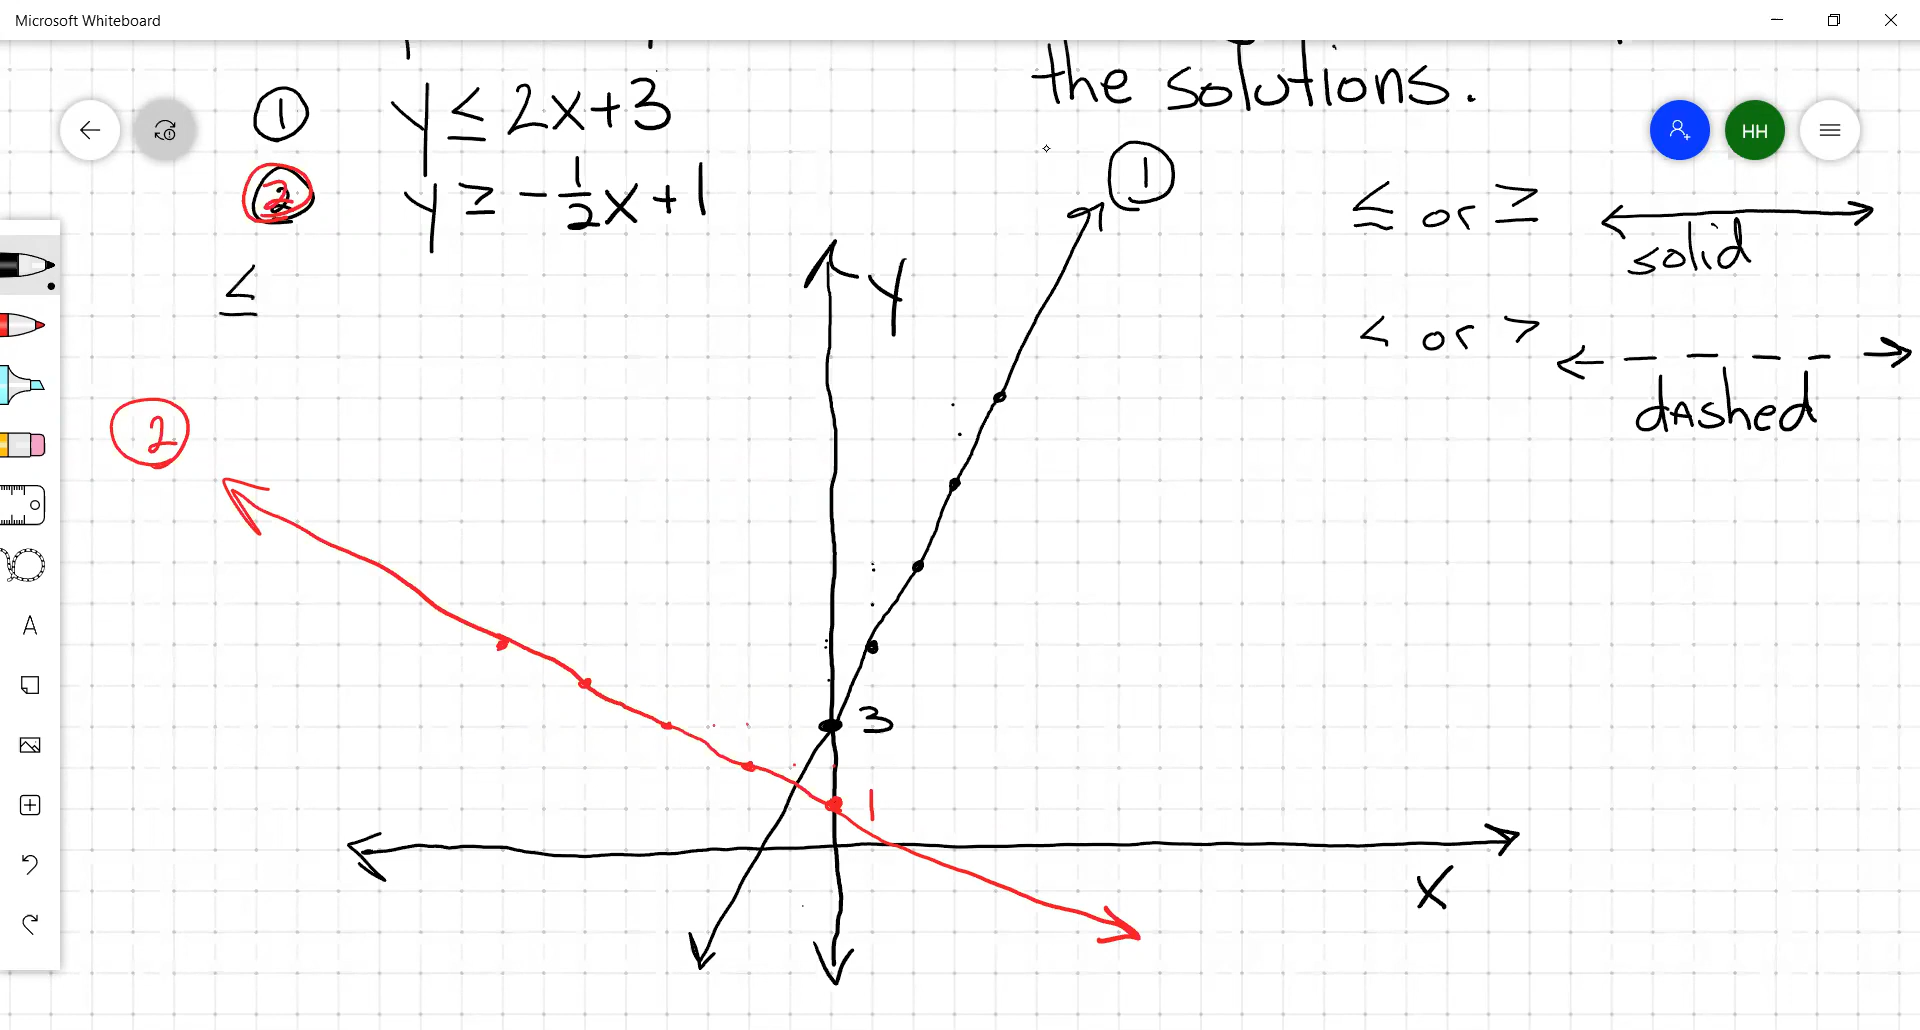 Microsoft Whiteboard
the solutions.
① y ≤ 2x+3
② y ≥ -1/2x+1
≤
HH
①
≤ or ≥
solid
< or >
dAshed
y
②
3
1
x
A